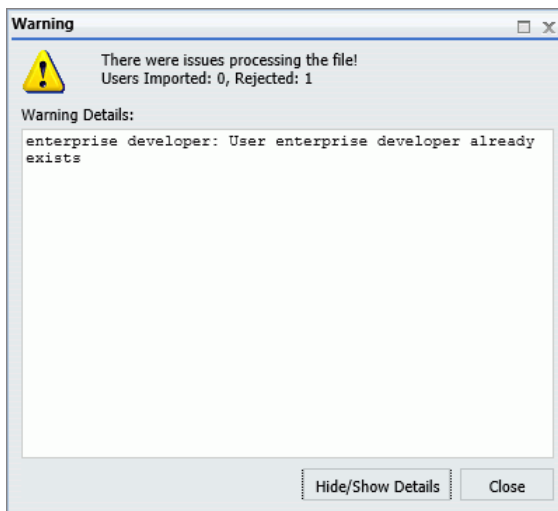 Warning
There were issues processing the file!
Users Imported: 0, Rejected: 1
Warning Details:
enterprise developer: User enterprise developer already
exists
Hide/Show Details
Close